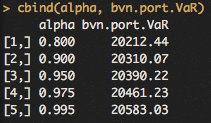 > cbind(alpha, bvn.port.VaR)
alpha bvn.port.VaR
[1,] 0.800 20212.44
[2,] 0.900 20310.07
[3,] 0.950 20390.22
[4,] 0.975 20461.23
[5,] 0.995 20583.03